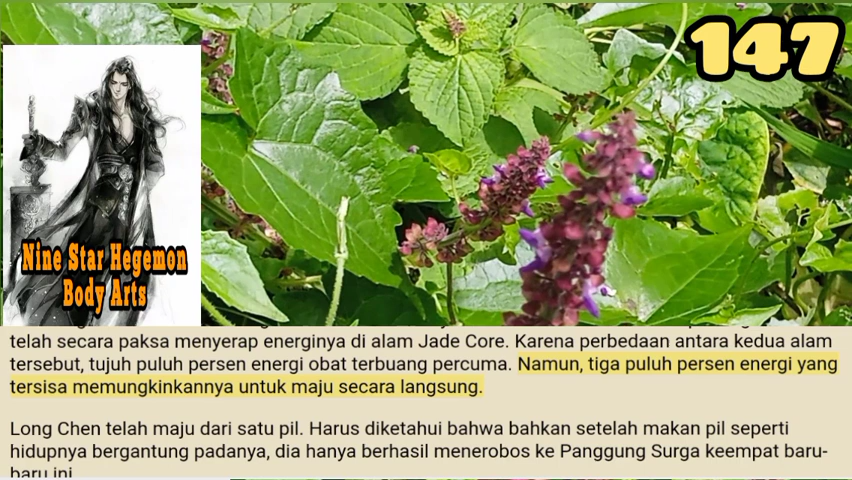 147
Nine Star Hegemon
Body Arts
telah secara paksa menyerap energinya di alam Jade Core. Karena perbedaan antara kedua alam
tersebut, tujuh puluh persen energi obat terbuang percuma. Namun, tiga puluh persen energi yang
tersisa memungkinkannya untuk maju secara langsung.
Long Chen telah maju dari satu pil. Harus diketahui bahwa bahkan setelah makan pil seperti
hidupnya bergantung padanya, dia hanya berhasil menerobos ke Panggung Surga keempat baru-
baru ini